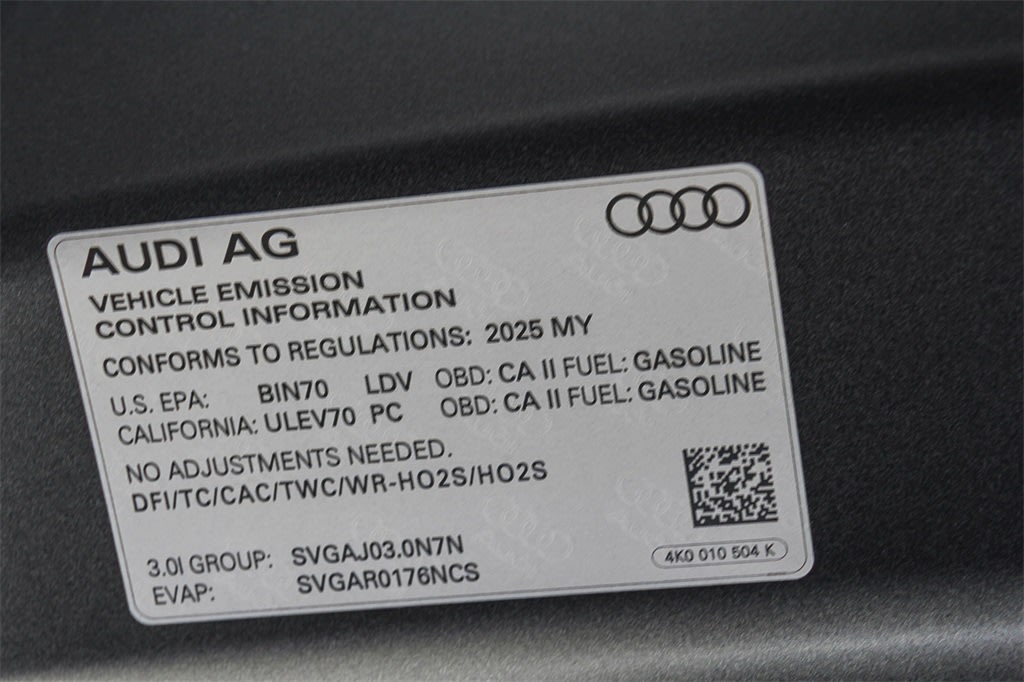 AUDI AG
VEHICLE EMISSION
CONTROL INFORMATION
CONFORMS TO REGULATIONS: 2025 MY
U.S. EPA: BIN70 LDV OBD: CA II FUEL: GASOLINE
CALIFORNIA: ULEV70 PC OBD: CA II FUEL: GASOLINE
NO ADJUSTMENTS NEEDED.
DFI/TC/CAC/TWC/WR-HO2S/HO2S
3.0l GROUP: SVGAJ03.0N7N
EVAP: SVGAR0176NCS
4K0 010 504 K